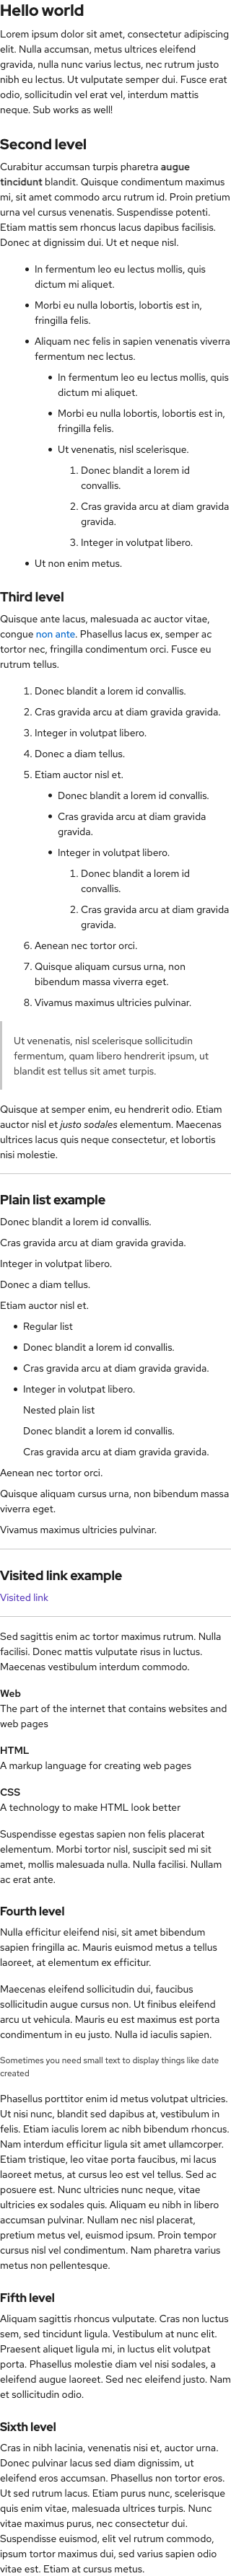 Hello world
Lorem ipsum dolor sit amet, consectetur adipiscing
elit. Nulla accumsan, metus ultrices eleifend
gravida, nulla nunc varius lectus, nec rutrum justo
nibh eu lectus. Ut vulputate semper dui. Fusce erat
odio, sollicitudin vel erat vel, interdum mattis
neque. Sub works as well!
Second level
Curabitur accumsan turpis pharetra augue
tincidunt blandit. Quisque condimentum maximus
mi, sit amet commodo arcu rutrum id. Proin pretium
urna vel cursus venenatis. Suspendisse potenti.
Etiam mattis sem rhoncus lacus dapibus facilisis.
Donec at dignissim dui. Ut et neque nisl.
• In fermentum leo eu lectus mollis, quis
dictum mi aliquet.
• Morbi eu nulla lobortis, lobortis est in,
fringilla felis.
• Aliquam nec felis in sapien venenatis viverra
fermentum nec lectus.
• In fermentum leo eu lectus mollis, quis
dictum mi aliquet.
• Morbi eu nulla lobortis, lobortis est in,
fringilla felis.
• Ut venenatis, nisl scelerisque.
1. Donec blandit a lorem id
convallis.
2. Cras gravida arcu at diam gravida
gravida.
3. Integer in volutpat libero.
• Ut non enim metus.
Third level
Quisque ante lacus, malesuada ac auctor vitae,
congue non ante. Phasellus lacus ex, semper ac
tortor nec, fringilla condimentum orci. Fusce eu
rutrum tellus.
1. Donec blandit a lorem id convallis.
2. Cras gravida arcu at diam gravida gravida.
3. Integer in volutpat libero.
4. Donec a diam tellus.
5. Etiam auctor nisl et.
• Donec blandit a lorem id convallis.
• Cras gravida arcu at diam gravida
gravida.
• Integer in volutpat libero.
1. Donec blandit a lorem id
convallis.
2. Cras gravida arcu at diam gravida
gravida.
6. Aenean nec tortor orci.
7. Quisque aliquam cursus urna, non
bibendum massa viverra eget.
8. Vivamus maximus ultricies pulvinar.
Ut venenatis, nisl scelerisque sollicitudin
fermentum, quam libero hendrerit ipsum, ut
blandit est tellus sit amet turpis.
Quisque at semper enim, eu hendrerit odio. Etiam
auctor nisl et justo sodales elementum. Maecenas
ultrices lacus quis neque consectetur, et lobortis
nisi molestie.
Plain list example
Donec blandit a lorem id convallis.
Cras gravida arcu at diam gravida gravida.
Integer in volutpat libero.
Donec a diam tellus.
Etiam auctor nisl et.
• Regular list
• Donec blandit a lorem id convallis.
• Cras gravida arcu at diam gravida gravida.
• Integer in volutpat libero.
Nested plain list
Donec blandit a lorem id convallis.
Cras gravida arcu at diam gravida gravida.
Aenean nec tortor orci.
Quisque aliquam cursus urna, non bibendum massa
viverra eget.
Vivamus maximus ultricies pulvinar.
Visited link example
Visited link
Sed sagittis enim ac tortor maximus rutrum. Nulla
facilisi. Donec mattis vulputate risus in luctus.
Maecenas vestibulum interdum commodo.
Web
The part of the internet that contains websites and
web pages
HTML
A markup language for creating web pages
CSS
A technology to make HTML look better
Suspendisse egestas sapien non felis placerat
elementum. Morbi tortor nisl, suscipit sed mi sit
amet, mollis malesuada nulla. Nulla facilisi. Nullam
ac erat ante.
Fourth level
Nulla efficitur eleifend nisi, sit amet bibendum
sapien fringilla ac. Mauris euismod metus a tellus
laoreet, at elementum ex efficitur.
Maecenas eleifend sollicitudin dui, faucibus
sollicitudin augue cursus non. Ut finibus eleifend
arcu ut vehicula. Mauris eu est maximus est porta
condimentum in eu justo. Nulla id iaculis sapien.
Sometimes you need small text to display things like date
created
Phasellus porttitor enim id metus volutpat ultricies.
Ut nisi nunc, blandit sed dapibus at, vestibulum in
felis. Etiam iaculis lorem ac nibh bibendum rhoncus.
Nam interdum efficitur ligula sit amet ullamcorper.
Etiam tristique, leo vitae porta faucibus, mi lacus
laoreet metus, at cursus leo est vel tellus. Sed ac
posuere est. Nunc ultricies nunc neque, vitae
ultricies ex sodales quis. Aliquam eu nibh in libero
accumsan pulvinar. Nullam nec nisl placerat,
pretium metus vel, euismod ipsum. Proin tempor
cursus nisl vel condimentum. Nam pharetra varius
metus non pellentesque.
Fifth level
Aliquam sagittis rhoncus vulputate. Cras non luctus
sem, sed tincidunt ligula. Vestibulum at nunc elit.
Praesent aliquet ligula mi, in luctus elit volutpat
porta. Phasellus molestie diam vel nisi sodales, a
eleifend augue laoreet. Sed nec eleifend justo. Nam
et sollicitudin odio.
Sixth level
Cras in nibh lacinia, venenatis nisi et, auctor urna.
Donec pulvinar lacus sed diam dignissim, ut
eleifend eros accumsan. Phasellus non tortor eros.
Ut sed rutrum lacus. Etiam purus nunc, scelerisque
quis enim vitae, malesuada ultrices turpis. Nunc
vitae maximus purus, nec consectetur dui.
Suspendisse euismod, elit vel rutrum commodo,
ipsum tortor maximus dui, sed varius sapien odio
vitae est. Etiam at cursus metus.